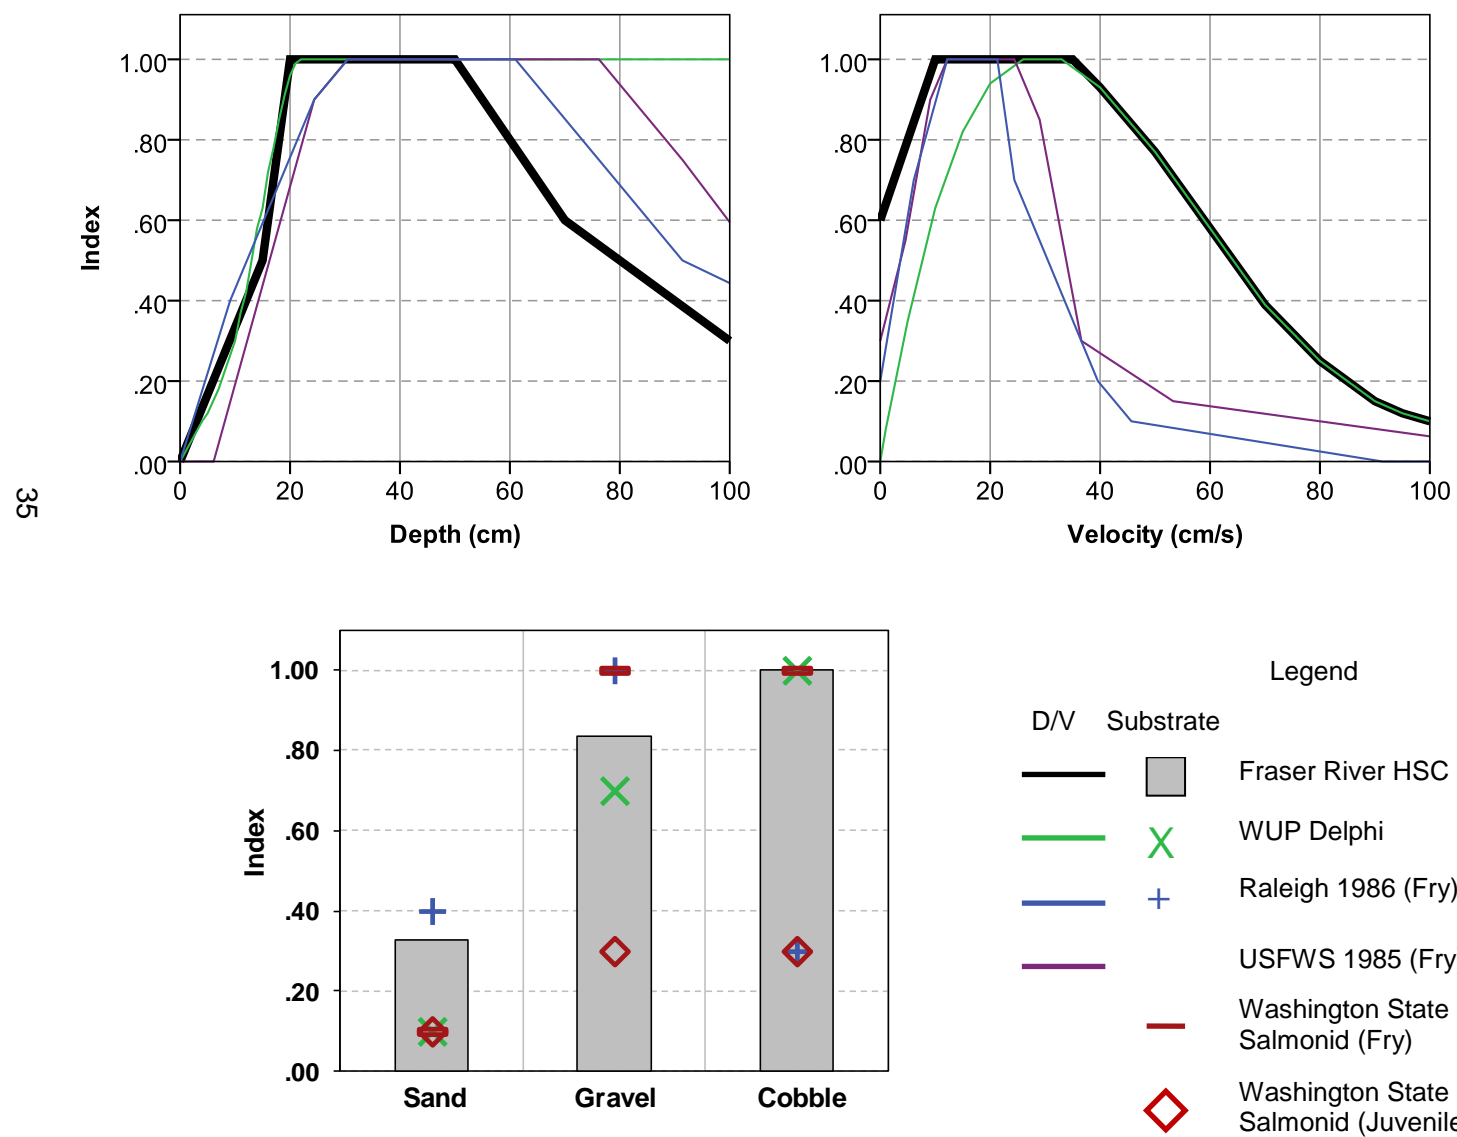 1.00
.80
.60
.40
.20
.00
Index
0 20 40 60 80 100
Depth (cm)
1.00
.80
.60
.40
.20
.00
0 20 40 60 80 100
Velocity (cm/s)
35
1.00
.80
.60
.40
.20
.00
Index
Sand Gravel Cobble
Legend
D/V Substrate
Fraser River HSC
WUP Delphi
Raleigh 1986 (Fry)
USFWS 1985 (Fry)
Washington State
Salmonid (Fry)
Washington State
Salmonid (Juvenile